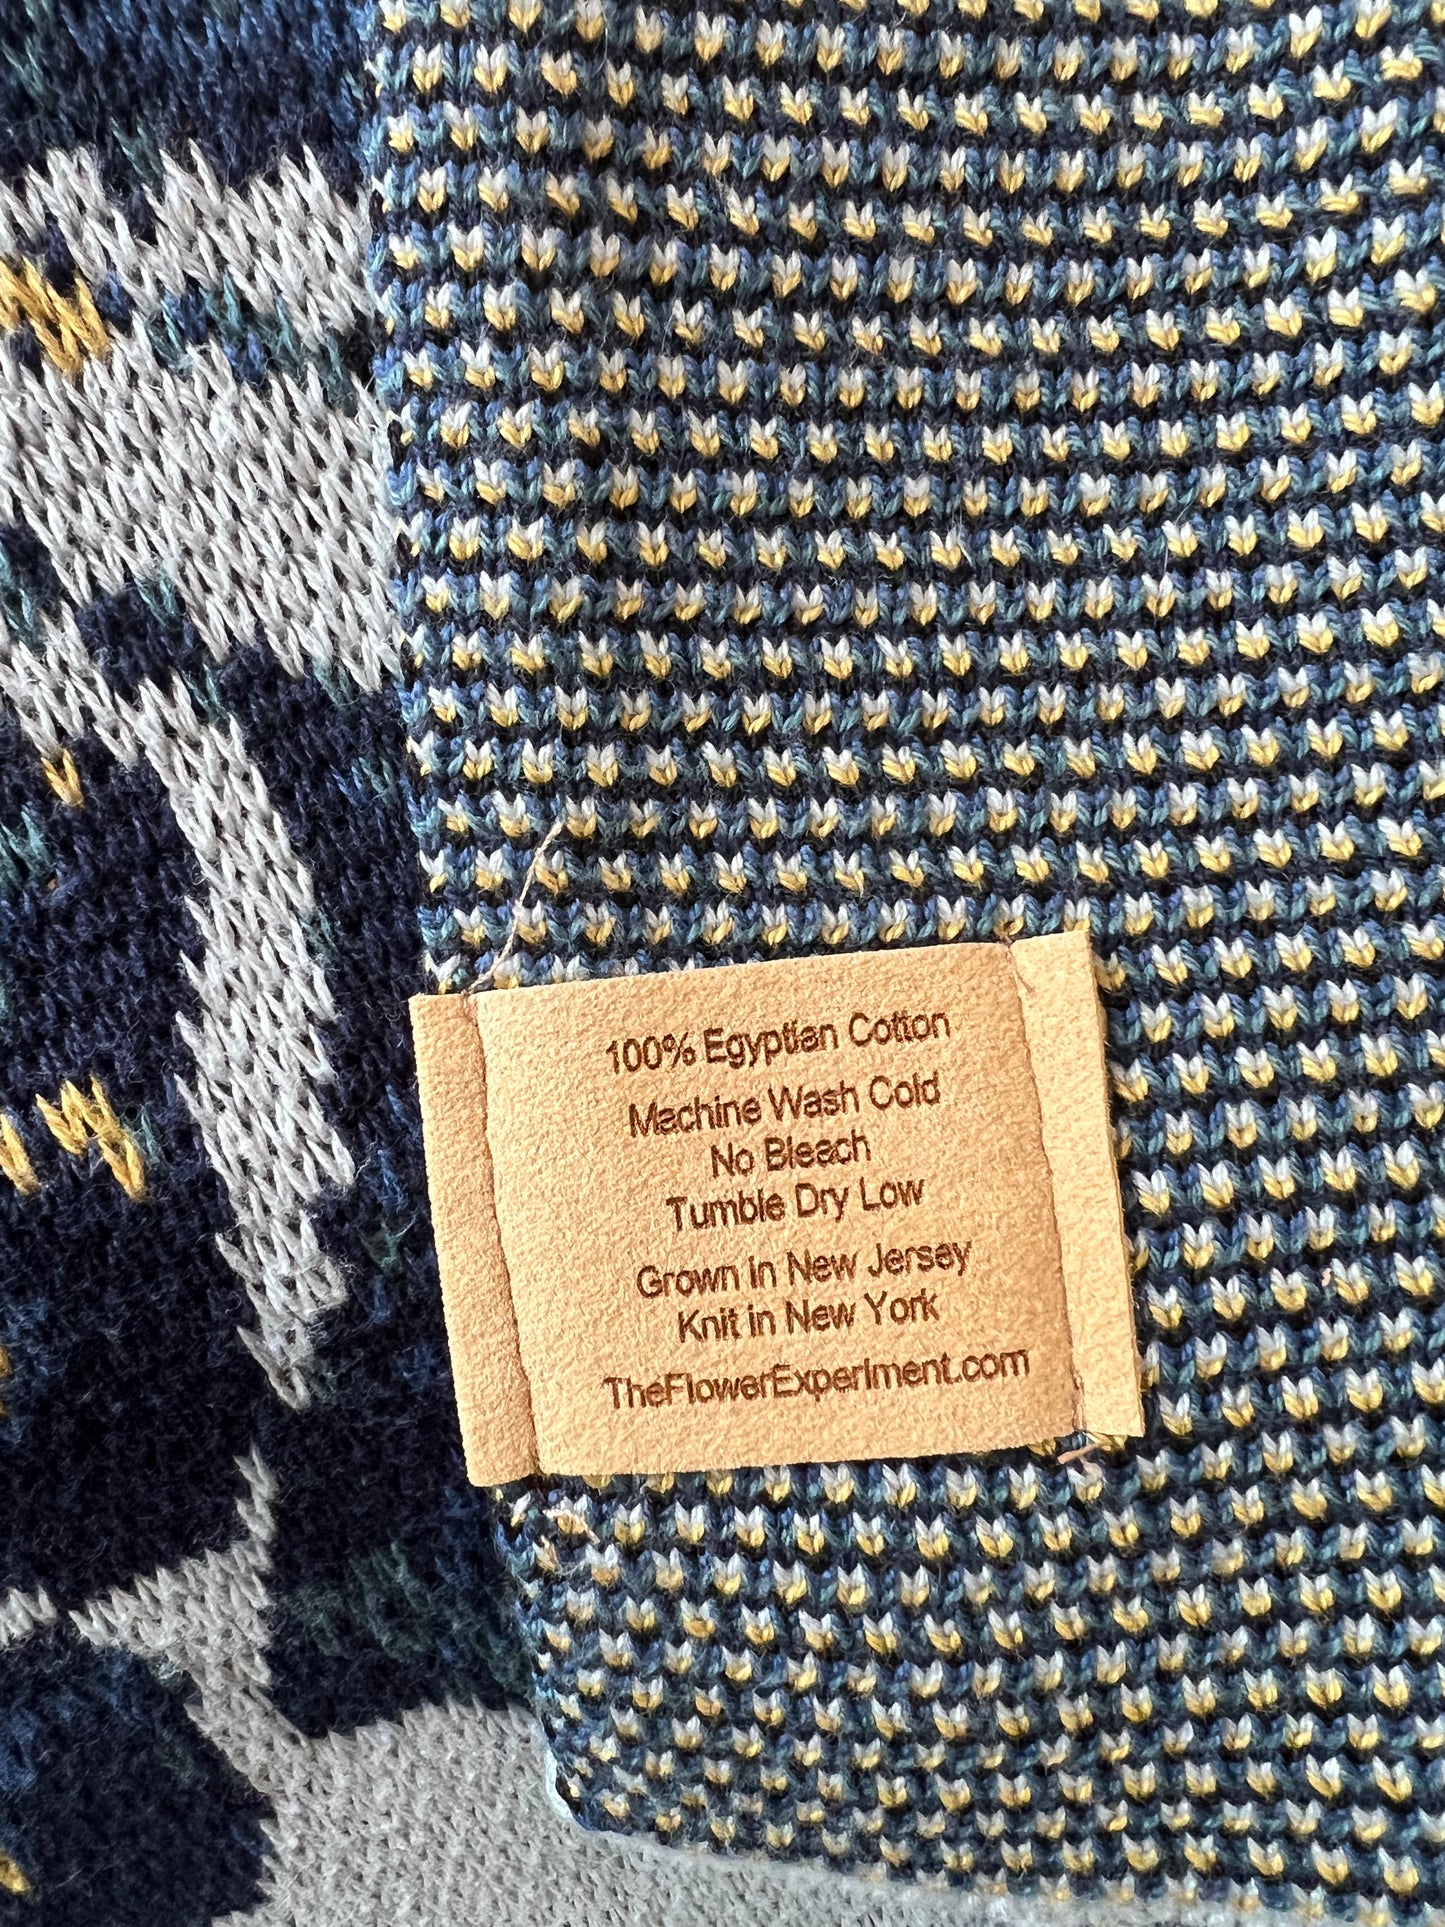 100% Egyptian Cotton
Machine Wash Cold
No Bleach
Tumble Dry Low
Grown in New Jersey
Knit in New York
TheFlowerExperiment.com